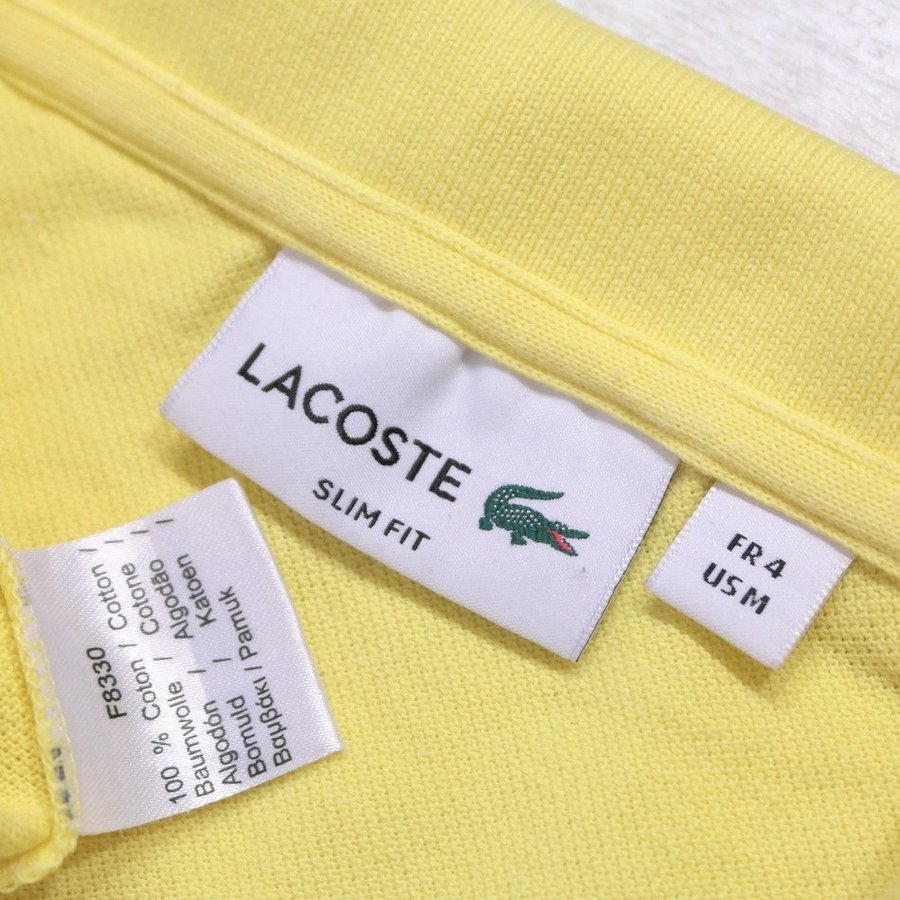 LACOSTE
SLIM FIT
FR 4
US M
F8330
100 % Coton / Cotton /
Baumwolle / Cotone /
Algodón / Algodão /
Bomuld / Katoen /
Βαμβάκι / Pamuk /